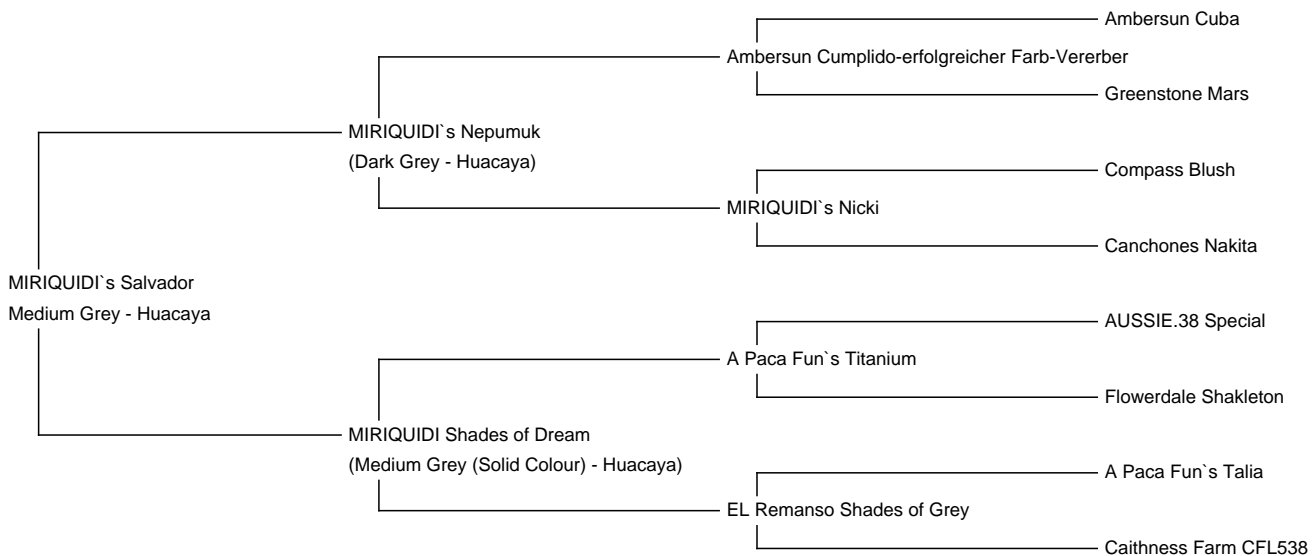 Ambersun Cuba
Ambersun Cumplido-erfolgreicher Farb-Vererber
Greenstone Mars
MIRIQUIDI`s Nepumuk
(Dark Grey - Huacaya)
Compass Blush
MIRIQUIDI`s Nicki
Canchones Nakita
MIRIQUIDI`s Salvador
Medium Grey - Huacaya
AUSSIE.38 Special
A Paca Fun`s Titanium
Flowerdale Shakleton
MIRIQUIDI Shades of Dream
(Medium Grey (Solid Colour) - Huacaya)
A Paca Fun`s Talia
EL Remanso Shades of Grey
Caithness Farm CFL538